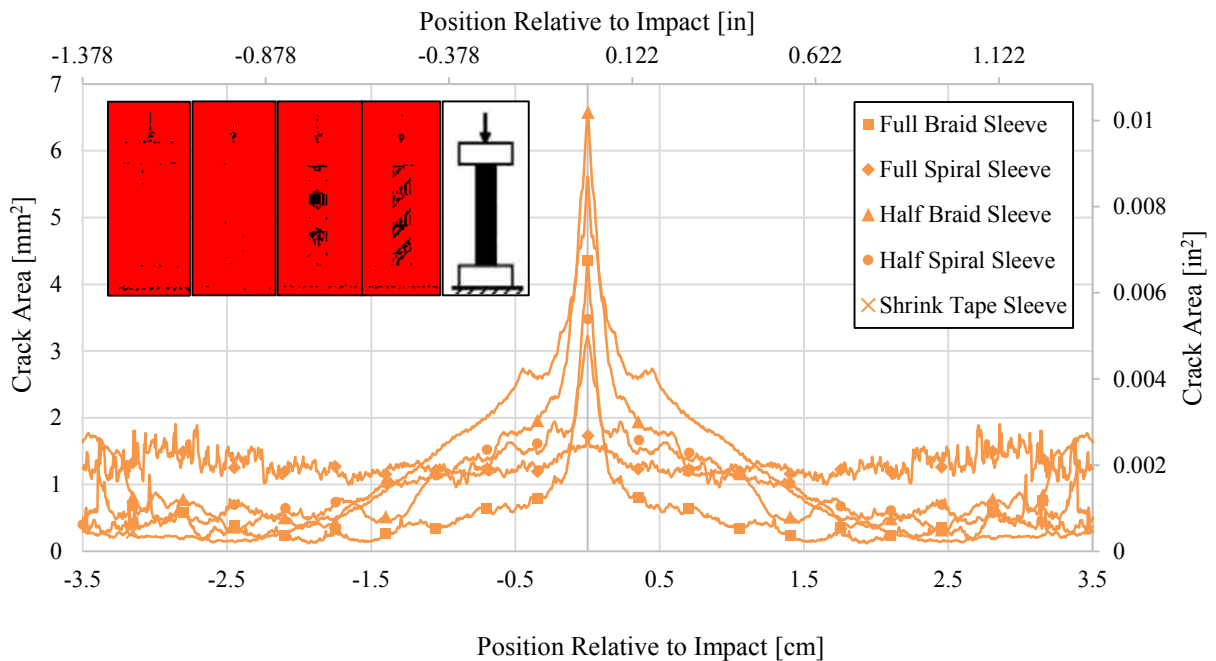 Position Relative to Impact [in]
-1.378 -0.878 -0.378 0.122 0.622 1.122
7
6
5
4
3
2
1
0
Crack Area [mm²]
Full Braid Sleeve
Full Spiral Sleeve
Half Braid Sleeve
Half Spiral Sleeve
Shrink Tape Sleeve
0.01
0.008
0.006
0.004
0.002
0
Crack Area [in²]
-3.5 -2.5 -1.5 -0.5 0.5 1.5 2.5 3.5
Position Relative to Impact [cm]